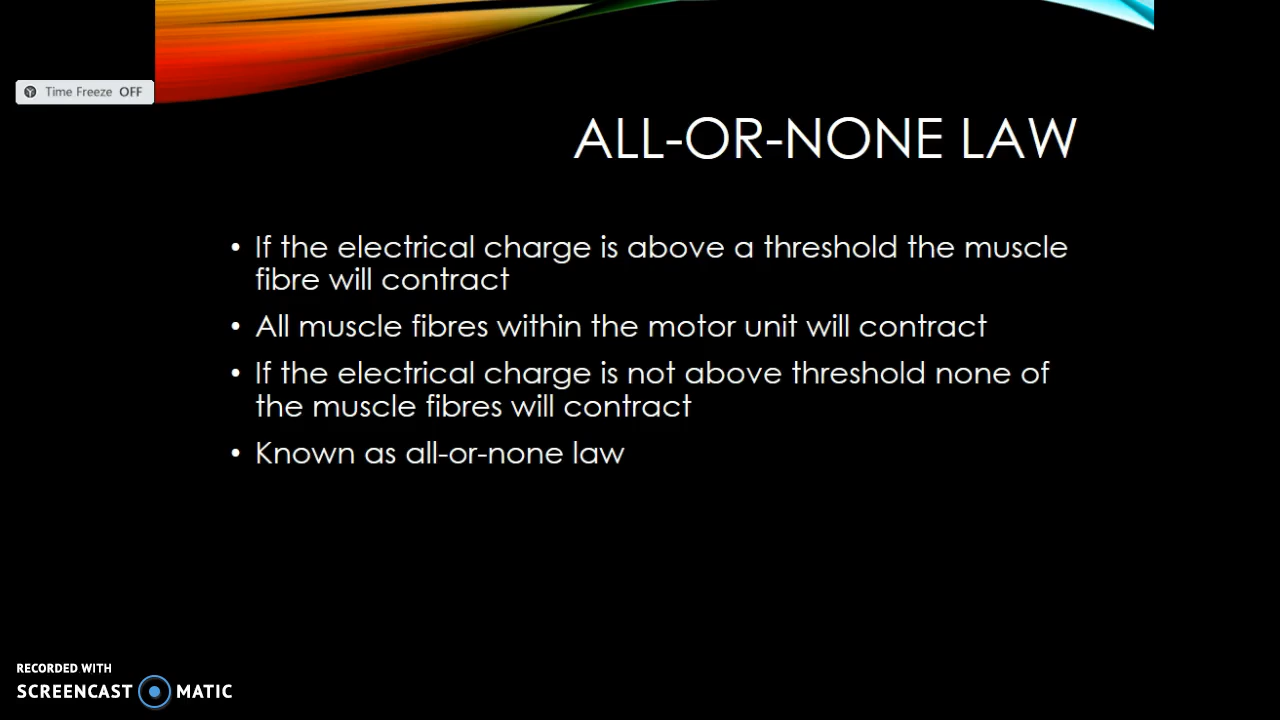 Time Freeze OFF
ALL-OR-NONE LAW
• If the electrical charge is above a threshold the muscle
fibre will contract
• All muscle fibres within the motor unit will contract
• If the electrical charge is not above threshold none of
the muscle fibres will contract
• Known as all-or-none law
RECORDED WITH
SCREENCAST MATIC